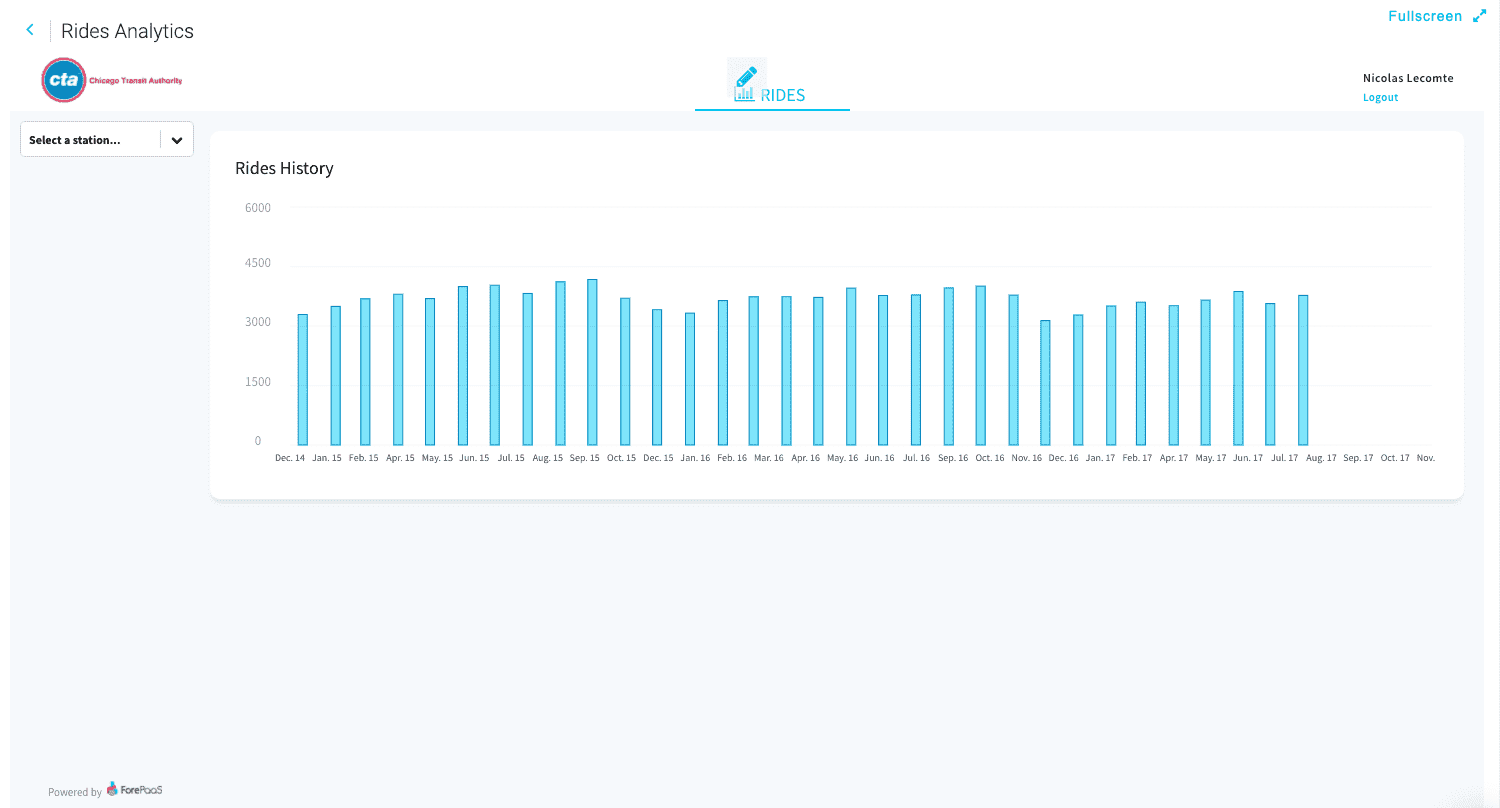 Fullscreen
Rides Analytics
cta Chicago Transit Authority
RIDES
Nicolas Lecomte
Logout
Select a station...
Rides History
6000
4500
3000
1500
0
Dec. 14 Jan. 15 Feb. 15 Apr. 15 May. 15 Jun. 15 Jul. 15 Aug. 15 Sep. 15 Oct. 15 Dec. 15 Jan. 16 Feb. 16 Mar. 16 Apr. 16 May. 16 Jun. 16 Jul. 16 Sep. 16 Oct. 16 Nov. 16 Dec. 16 Jan. 17 Feb. 17 Apr. 17 May. 17 Jun. 17 Jul. 17 Aug. 17 Sep. 17 Oct. 17 Nov.
Powered by ForePaaS